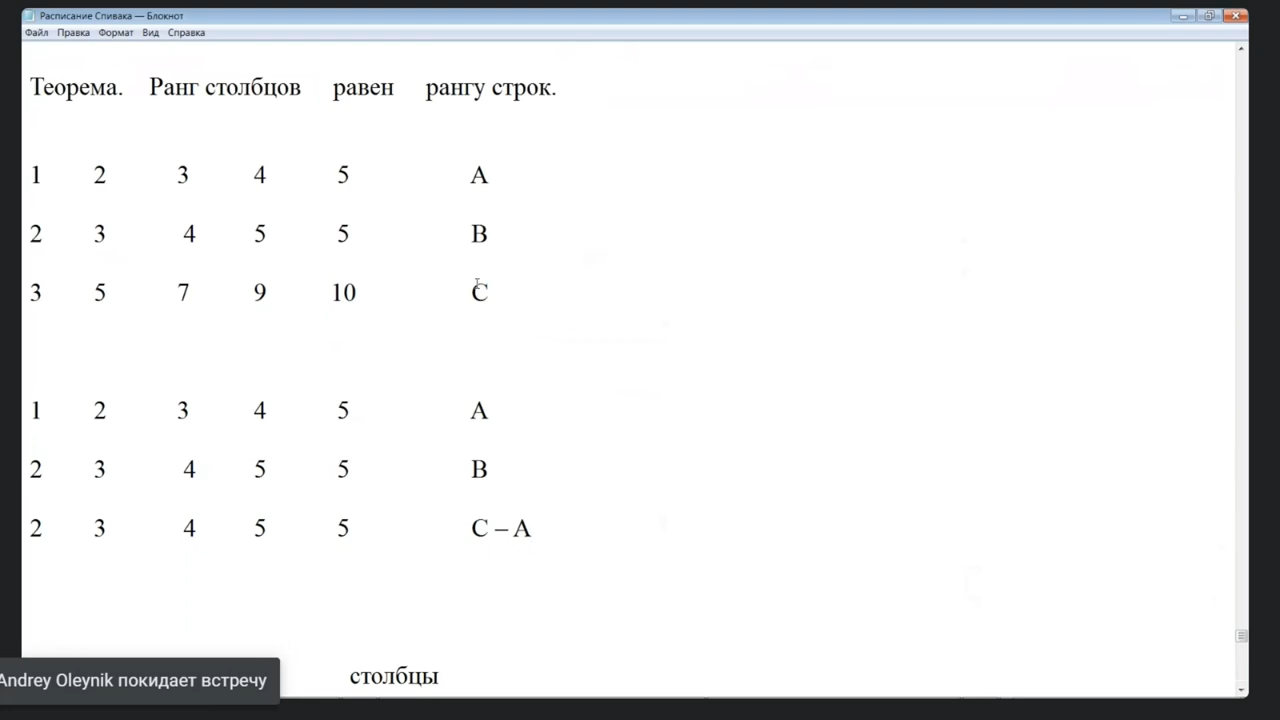 Расписание Спивака — Блокнот
Файл Правка Формат Вид Справка
Теорема. Ранг столбцов равен рангу строк.
1 2 3 4 5 A
2 3 4 5 5 B
3 5 7 9 10 C
1 2 3 4 5 A
2 3 4 5 5 B
2 3 4 5 5 C – A
столбцы
Andrey Oleynik покидает встречу